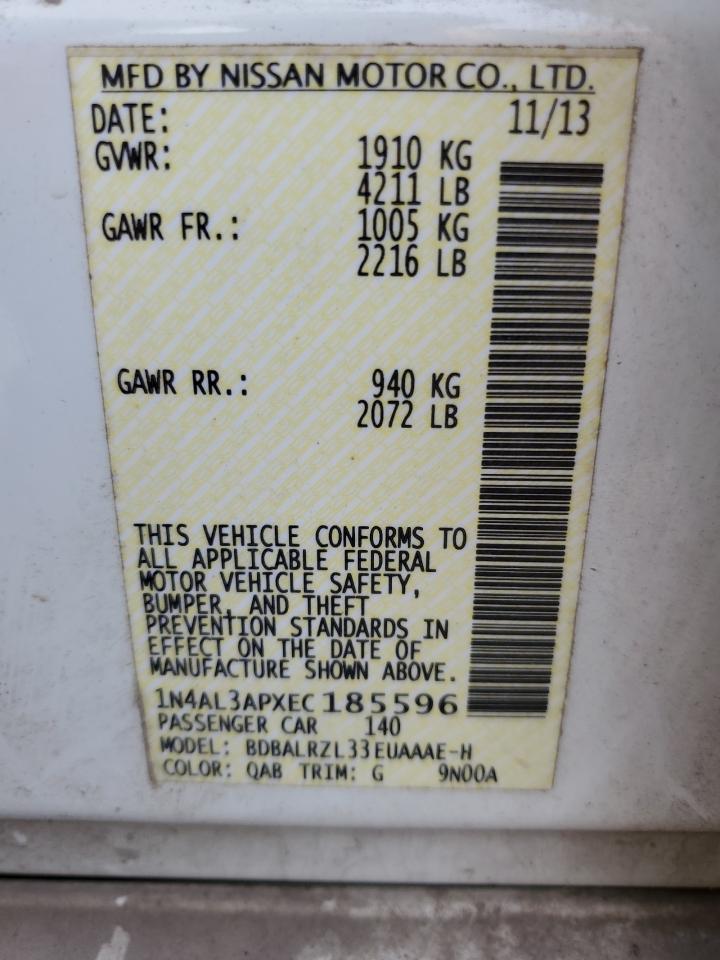 MFD BY NISSAN MOTOR CO., LTD.
DATE: 11/13
GVWR: 1910 KG
4211 LB
GAWR FR.: 1005 KG
2216 LB
GAWR RR.: 940 KG
2072 LB
THIS VEHICLE CONFORMS TO
ALL APPLICABLE FEDERAL
MOTOR VEHICLE SAFETY,
BUMPER, AND THEFT
PREVENTION STANDARDS IN
EFFECT ON THE DATE OF
MANUFACTURE SHOWN ABOVE.
1N4AL3APXEC185596
PASSENGER CAR 140
MODEL: BDBALRZL33EUAAAE-H
COLOR: QAB TRIM: G 9N00A